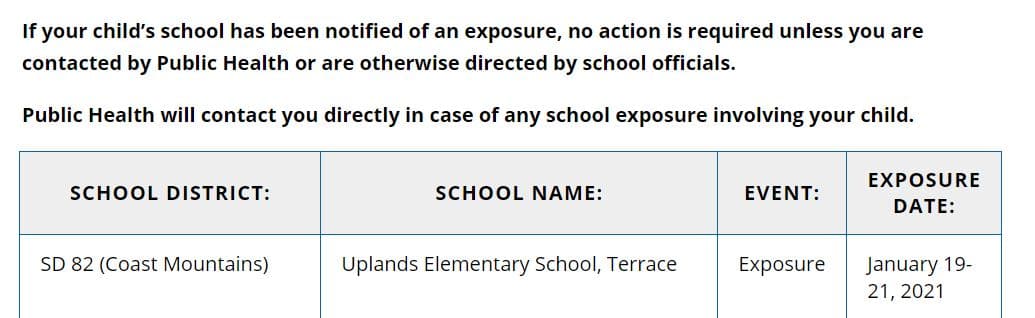 If your child’s school has been notified of an exposure, no action is required unless you are
contacted by Public Health or are otherwise directed by school officials.
Public Health will contact you directly in case of any school exposure involving your child.
SCHOOL DISTRICT:
SCHOOL NAME:
EVENT:
EXPOSURE
DATE:
SD 82 (Coast Mountains)
Uplands Elementary School, Terrace
Exposure
January 19-
21, 2021